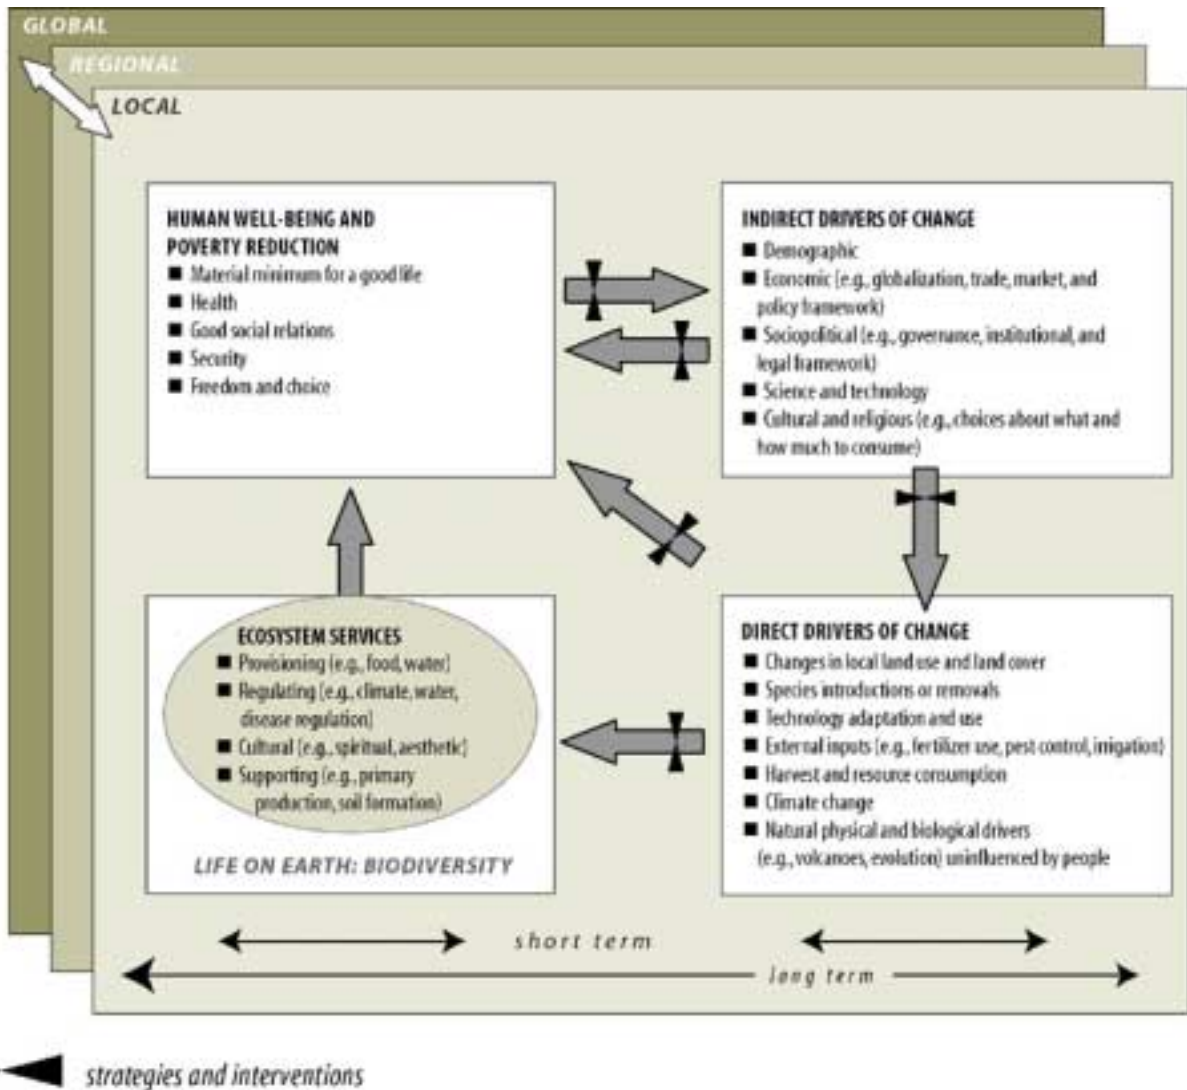 GLOBAL
REGIONAL
LOCAL
HUMAN WELL-BEING AND
POVERTY REDUCTION
■ Material minimum for a good life
■ Health
■ Good social relations
■ Security
■ Freedom and choice
INDIRECT DRIVERS OF CHANGE
■ Demographic
■ Economic (e.g., globalization, trade, market, and
policy framework)
■ Sociopolitical (e.g., governance, institutional, and
legal framework)
■ Science and technology
■ Cultural and religious (e.g., choices about what and
how much to consume)
ECOSYSTEM SERVICES
■ Provisioning (e.g., food, water)
■ Regulating (e.g., climate, water,
disease regulation)
■ Cultural (e.g., spiritual, aesthetic)
■ Supporting (e.g., primary
production, soil formation)
LIFE ON EARTH: BIODIVERSITY
DIRECT DRIVERS OF CHANGE
■ Changes in local land use and land cover
■ Species introductions or removals
■ Technology adaptation and use
■ External inputs (e.g., fertilizer use, pest control, irrigation)
■ Harvest and resource consumption
■ Climate change
■ Natural physical and biological drivers
(e.g., volcanoes, evolution) uninfluenced by people
short term
long term
strategies and interventions